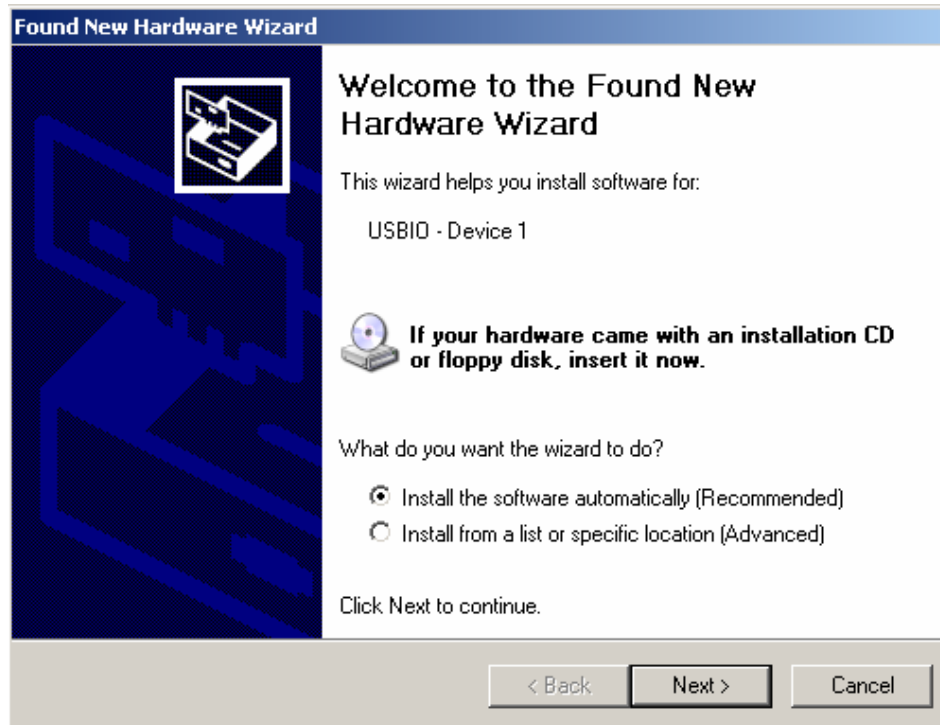 Found New Hardware Wizard
Welcome to the Found New
Hardware Wizard
This wizard helps you install software for:
USBIO - Device 1
If your hardware came with an installation CD
or floppy disk, insert it now.
What do you want the wizard to do?
Install the software automatically (Recommended)
Install from a list or specific location (Advanced)
Click Next to continue.
< Back
Next >
Cancel